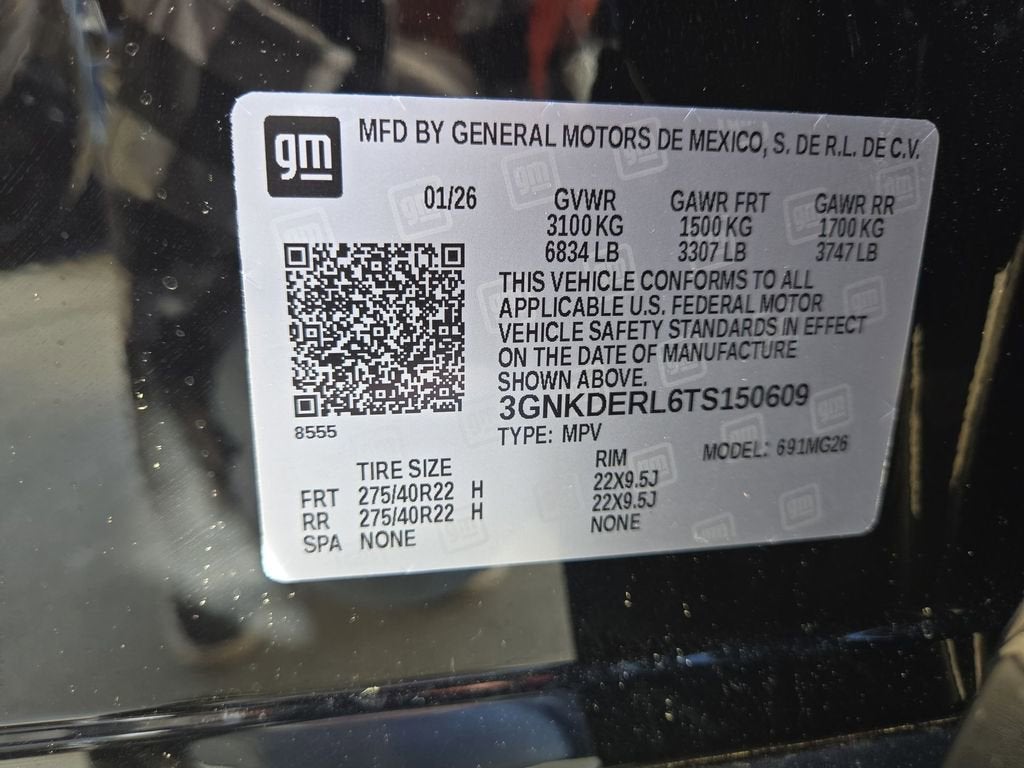 gm MFD BY GENERAL MOTORS DE MEXICO, S. DE R.L. DE C.V.
01/26 GVWR GAWR FRT GAWR RR
3100 KG 1500 KG 1700 KG
6834 LB 3307 LB 3747 LB
THIS VEHICLE CONFORMS TO ALL
APPLICABLE U.S. FEDERAL MOTOR
VEHICLE SAFETY STANDARDS IN EFFECT
ON THE DATE OF MANUFACTURE
SHOWN ABOVE.
3GNKDERL6TS150609
8555
TYPE: MPV MODEL: 691MG26
TIRE SIZE RIM
FRT 275/40R22 H 22X9.5J
RR 275/40R22 H 22X9.5J
SPA NONE NONE